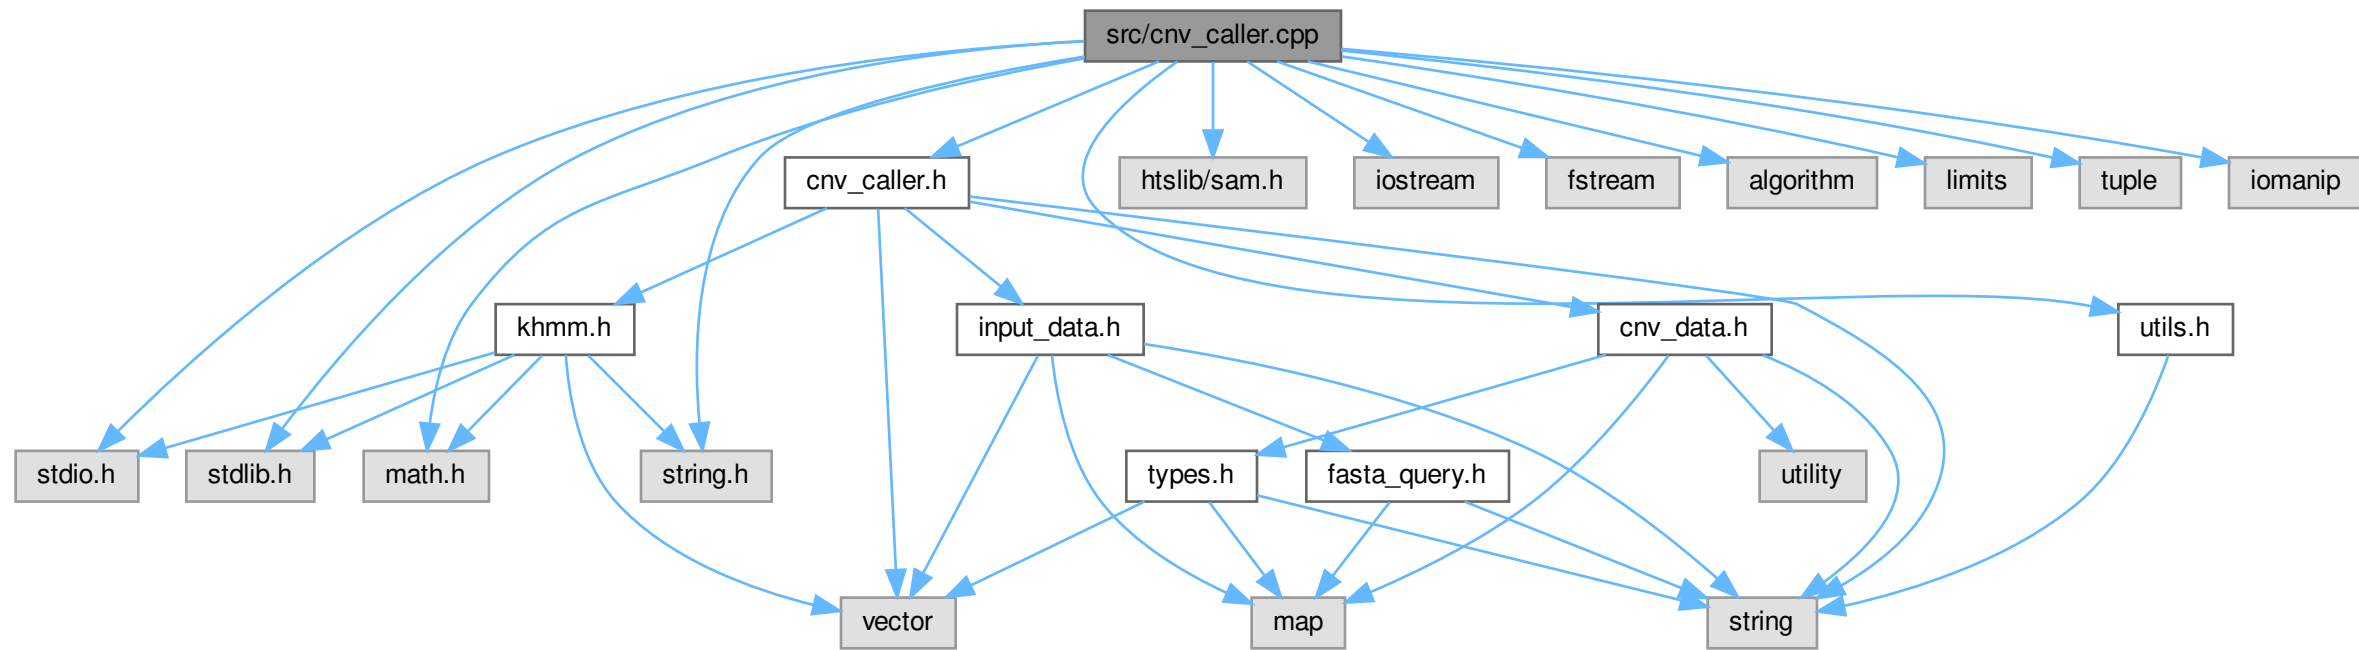 src/cnv_caller.cpp
cnv_caller.h
htslib/sam.h
iostream
fstream
algorithm
limits
tuple
iomanip
khmm.h
input_data.h
cnv_data.h
utils.h
stdio.h
stdlib.h
math.h
string.h
types.h
fasta_query.h
utility
vector
map
string